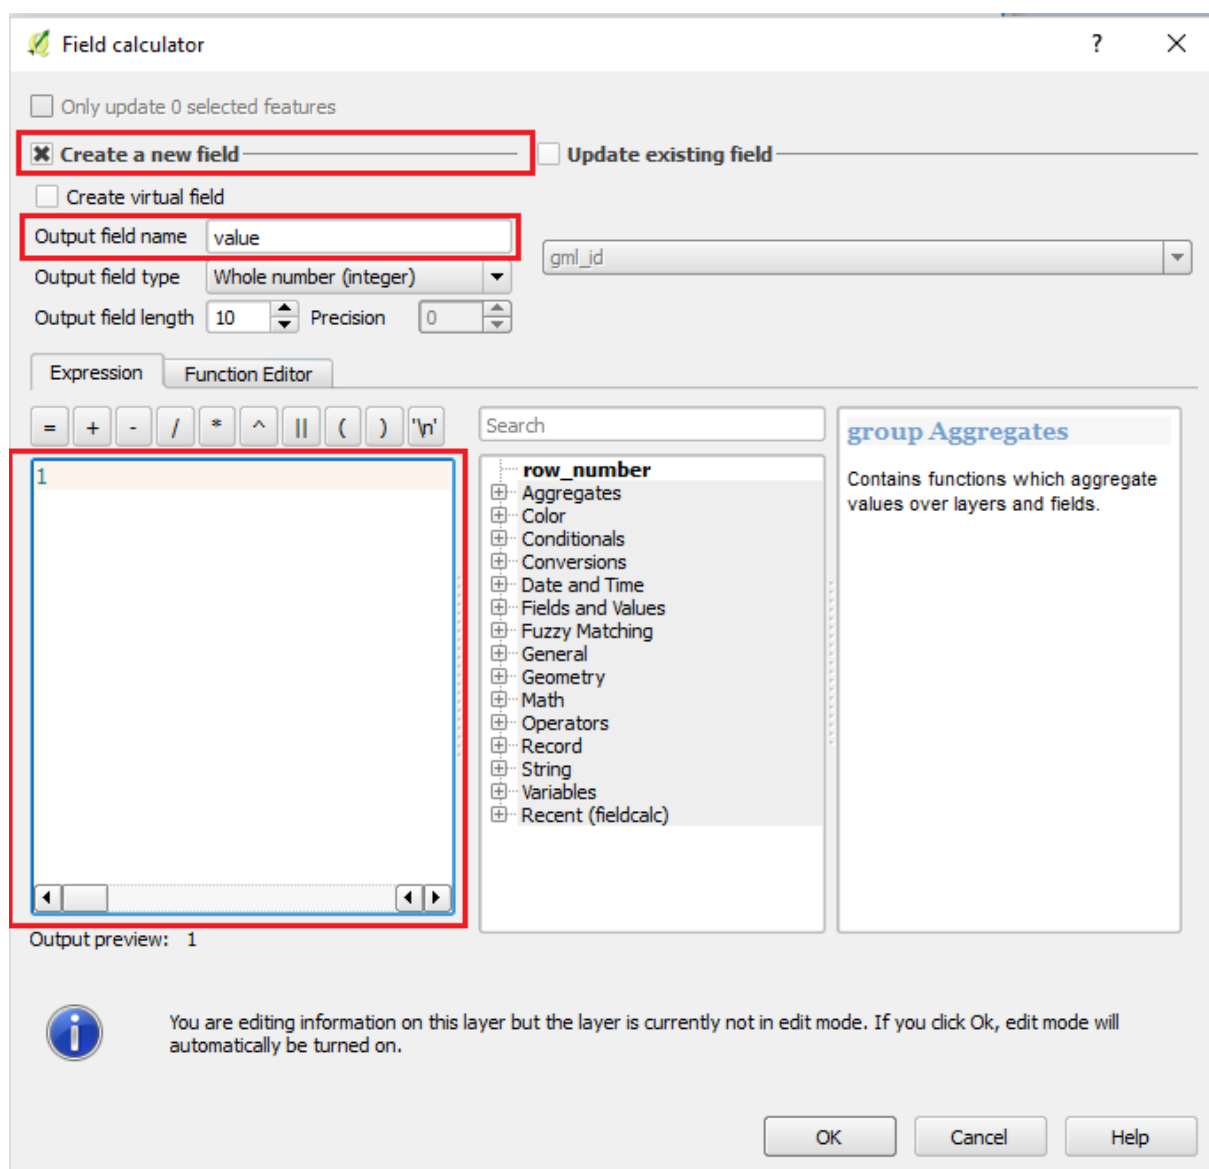 Field calculator ?
Only update 0 selected features
Create a new field
Update existing field
Create virtual field
Output field name value
gml_id
Output field type Whole number (integer)
Output field length 10 Precision 0
Expression Function Editor
= + - / * ^ || ( ) '\n'
Search
1
row_number
Aggregates
Color
Conditionals
Conversions
Date and Time
Fields and Values
Fuzzy Matching
General
Geometry
Math
Operators
Record
String
Variables
Recent (fieldcalc)
group Aggregates
Contains functions which aggregate
values over layers and fields.
Output preview: 1
You are editing information on this layer but the layer is currently not in edit mode. If you click Ok, edit mode will
automatically be turned on.
OK Cancel Help